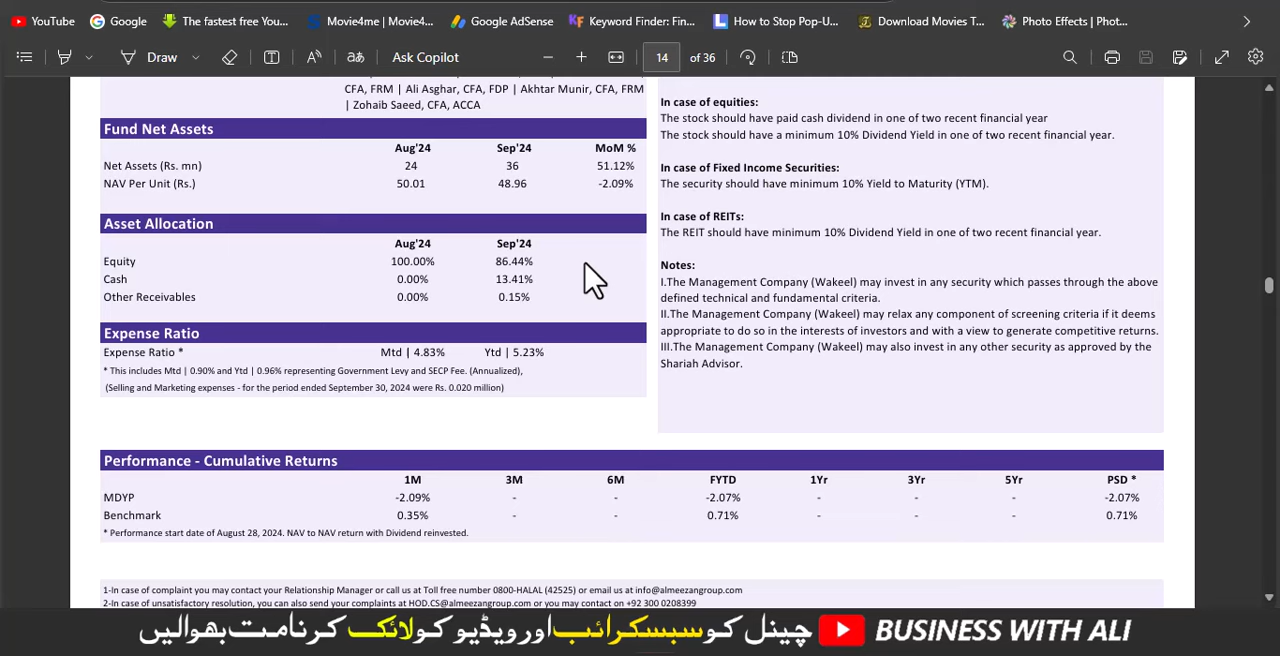 YouTube Google The fastest free You... Movie4me | Movie4... Google AdSense Keyword Finder: Fin... How to Stop Pop-U... Download Movies T... Photo Effects | Phot...
Draw Ask Copilot 14 of 36
CFA, FRM | Ali Asghar, CFA, FDP | Akhtar Munir, CFA, FRM
| Zohaib Saeed, CFA, ACCA
Fund Net Assets
Aug'24 Sep'24 MoM %
Net Assets (Rs. mn) 24 36 51.12%
NAV Per Unit (Rs.) 50.01 48.96 -2.09%
Asset Allocation
Aug'24 Sep'24
Equity 100.00% 86.44%
Cash 0.00% 13.41%
Other Receivables 0.00% 0.15%
Expense Ratio
Expense Ratio * Mtd | 4.83% Ytd | 5.23%
* This includes Mtd | 0.90% and Ytd | 0.96% representing Government Levy and SECP Fee. (Annualized),
(Selling and Marketing expenses - for the period ended September 30, 2024 were Rs. 0.020 million)
In case of equities:
The stock should have paid cash dividend in one of two recent financial year
The stock should have a minimum 10% Dividend Yield in one of two recent financial year.
In case of Fixed Income Securities:
The security should have minimum 10% Yield to Maturity (YTM).
In case of REITs:
The REIT should have minimum 10% Dividend Yield in one of two recent financial year.
Notes:
I.The Management Company (Wakeel) may invest in any security which passes through the above
defined technical and fundamental criteria.
II.The Management Company (Wakeel) may relax any component of screening criteria if it deems
appropriate to do so in the interests of investors and with a view to generate competitive returns.
III.The Management Company (Wakeel) may also invest in any other security as approved by the
Shariah Advisor.
Performance - Cumulative Returns
1M 3M 6M FYTD 1Yr 3Yr 5Yr PSD *
MDYP -2.09% - - -2.07% - - - -2.07%
Benchmark 0.35% - - 0.71% - - - 0.71%
* Performance start date of August 28, 2024. NAV to NAV return with Dividend reinvested.
1-In case of complaint you may contact your Relationship Manager or call us at Toll free number 0800-HALAL (42525) or email us at info@almeezangroup.com
2-In case of unsatisfactory resolution, you can also send your complaints at HOD.CS@almeezangroup.com or you may contact on +92 300 0208399
چینل کو سبسکرائب اور ویڈیو کو لائک کرنا مت بھولیں BUSINESS WITH ALI